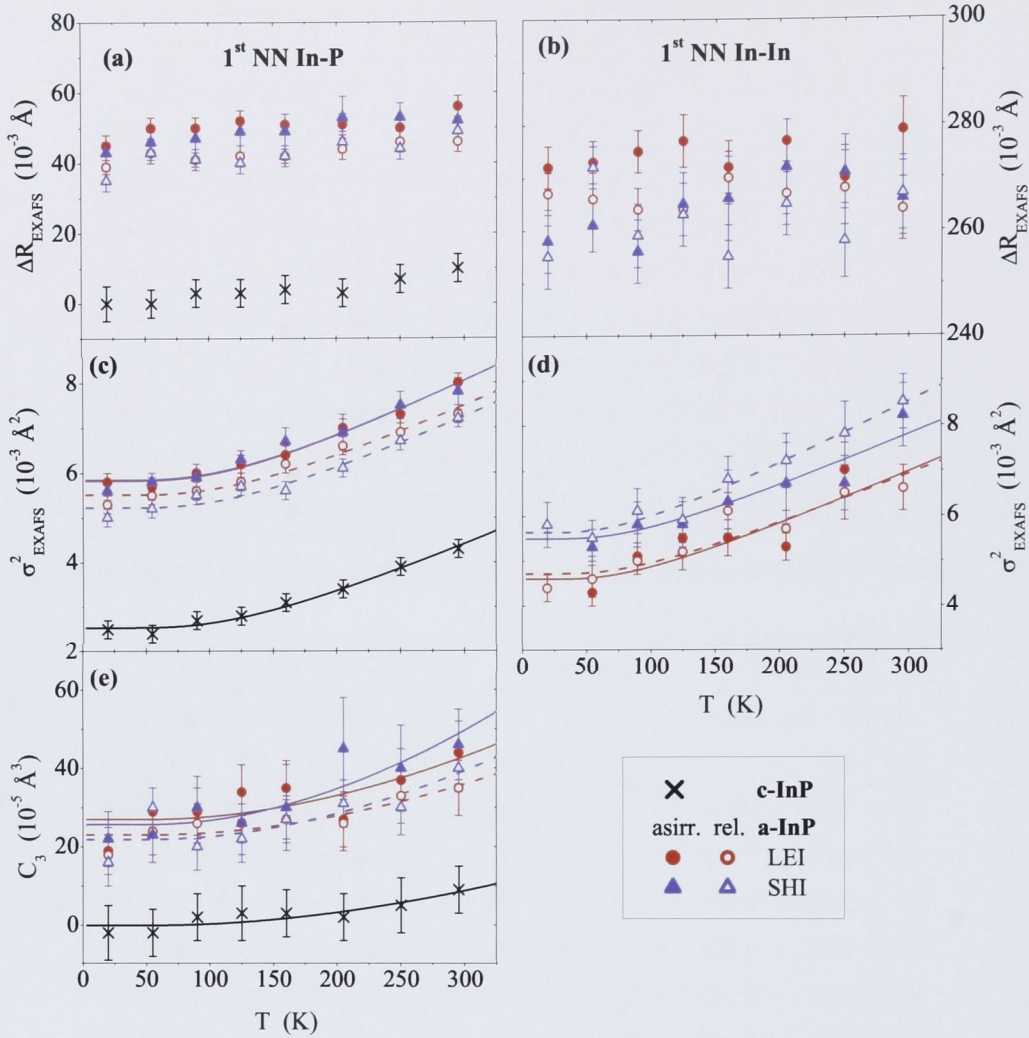 (a) 1st NN In-P
80
60
40
20
0
ΔR_EXAFS (10^-3 Å)
(b) 1st NN In-In
300
280
260
240
ΔR_EXAFS (10^-3 Å)
(c)
8
6
4
2
σ²_EXAFS (10^-3 Å²)
(d)
8
6
4
σ²_EXAFS (10^-3 Å²)
0 50 100 150 200 250 300
T (K)
(e)
60
40
20
0
C_3 (10^-5 Å^3)
0 50 100 150 200 250 300
T (K)
c-InP
asirr. rel. a-InP
LEI
SHI